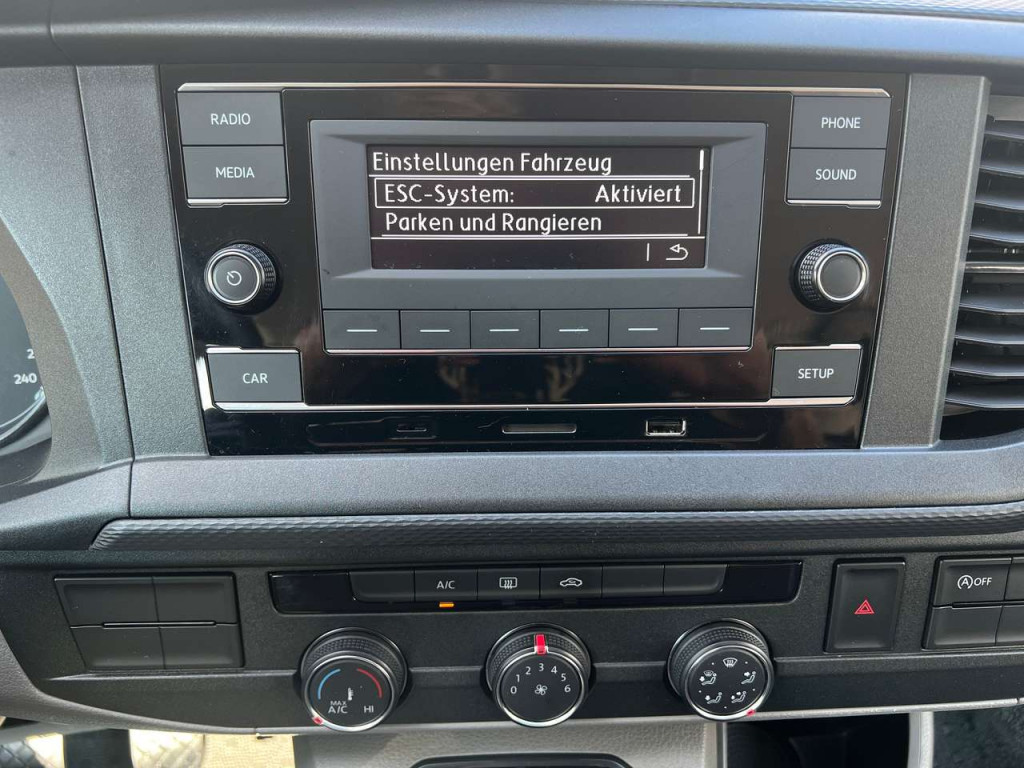 RADIO
MEDIA
PHONE
SOUND
Einstellungen Fahrzeug
ESC-System: Aktiviert
Parken und Rangieren
CAR
SETUP
240
A/C
A OFF
MAX
A/C HI
0 1 2 3 4 5 6